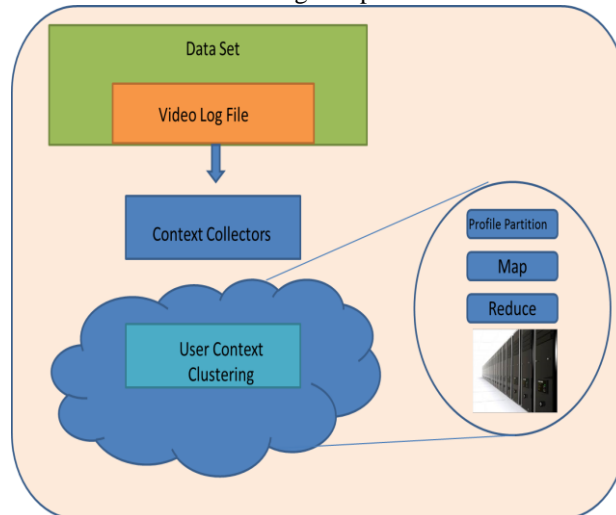 Data Set
Video Log File
Context Collectors
User Context
Clustering
Profile Partition
Map
Reduce